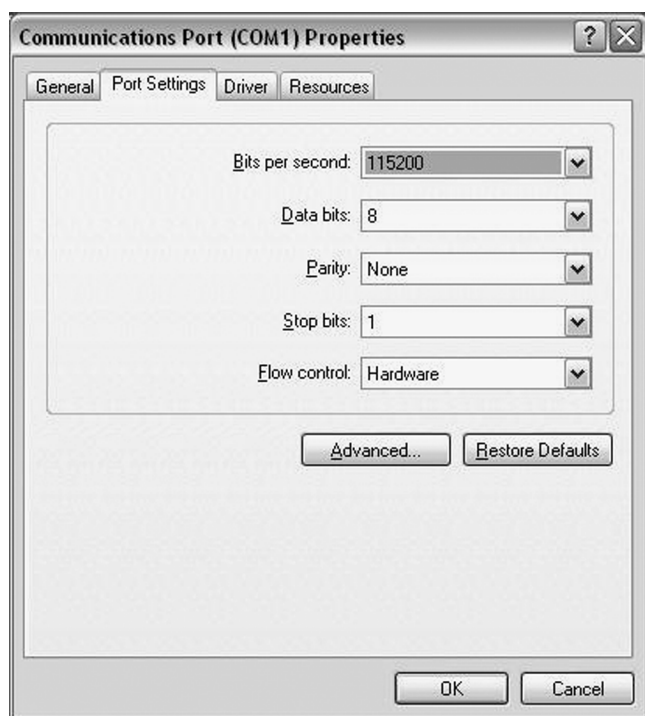 Communications Port (COM1) Properties ?
General Port Settings Driver Resources
Bits per second: 115200
Data bits: 8
Parity: None
Stop bits: 1
Flow control: Hardware
Advanced... Restore Defaults
OK Cancel